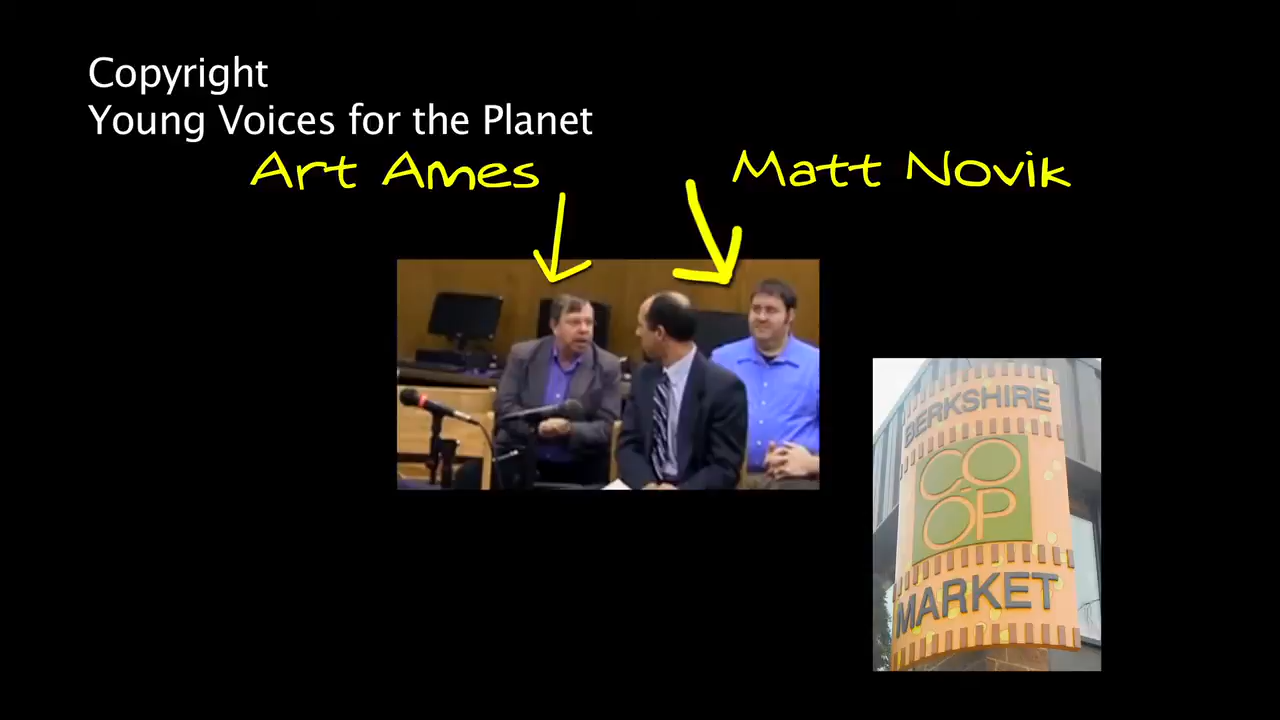 Copyright
Young Voices for the Planet
Art Ames
Matt Novik
BERKSHIRE
CO-
OP
MARKET